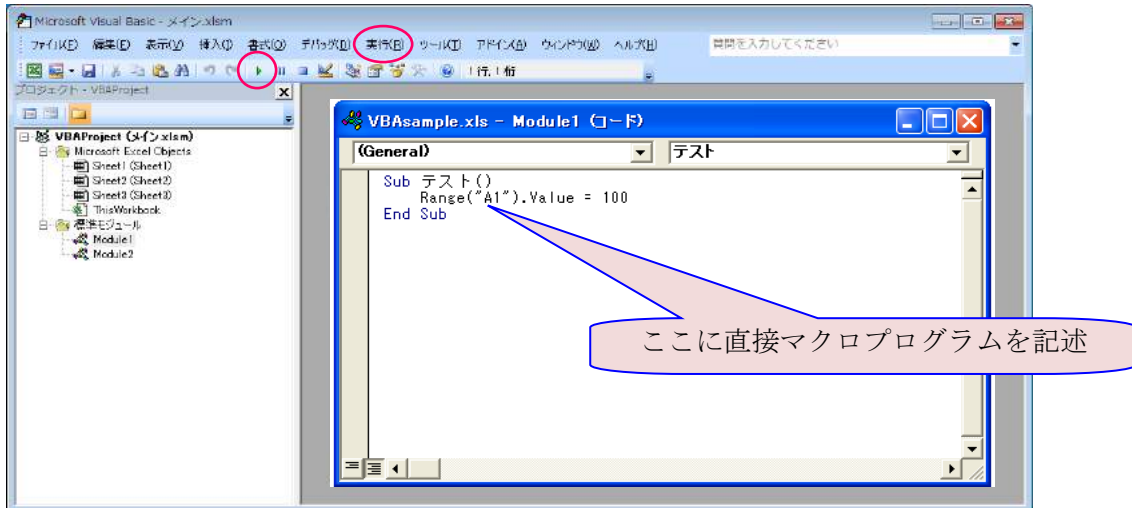 Microsoft Visual Basic - メイン.xlsm
ファイル(F) 編集(E) 表示(V) 挿入(I) 書式(O) デバッグ(D) 実行(R) ツール(T) アドイン(A) ウィンドウ(W) ヘルプ(H) 質問を入力してください
1行, 1桁
プロジェクト - VBAProject
VBAProject (メイン.xlsm)
Microsoft Excel Objects
Sheet1 (Sheet1)
Sheet2 (Sheet2)
Sheet3 (Sheet3)
ThisWorkbook
標準モジュール
Module1
Module2
VBAsample.xls - Module1 (コード)
(General) テスト
Sub テスト()
Range("A1").Value = 100
End Sub
ここに直接マクロプログラムを記述